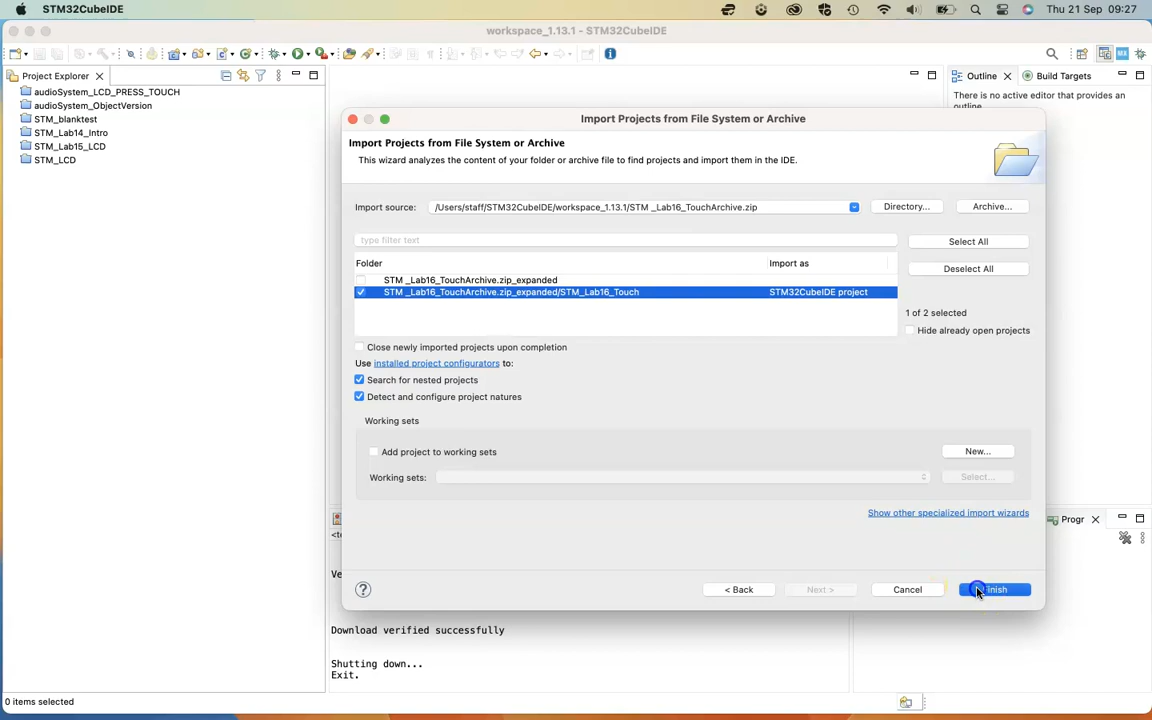 STM32CubeIDE
Thu 21 Sep 09:27
workspace_1.13.1 - STM32CubeIDE
Project Explorer
audioSystem_LCD_PRESS_TOUCH
audioSystem_ObjectVersion
STM_blanktest
STM_Lab14_Intro
STM_Lab15_LCD
STM_LCD
Outline
Build Targets
There is no active editor that provides an
outline.
Import Projects from File System or Archive
Import Projects from File System or Archive
This wizard analyzes the content of your folder or archive file to find projects and import them in the IDE.
Import source:
/Users/staff/STM32CubeIDE/workspace_1.13.1/STM _Lab16_TouchArchive.zip
Directory...
Archive...
type filter text
Select All
Folder
Import as
Deselect All
STM _Lab16_TouchArchive.zip_expanded
STM _Lab16_TouchArchive.zip_expanded/STM_Lab16_Touch
STM32CubeIDE project
1 of 2 selected
Hide already open projects
Close newly imported projects upon completion
Use installed project configurators to:
Search for nested projects
Detect and configure project natures
Working sets
Add project to working sets
New...
Working sets:
Select...
Show other specialized import wizards
Progr
<te
Ve
?
< Back
Next >
Cancel
Finish
Download verified successfully
Shutting down...
Exit.
0 items selected